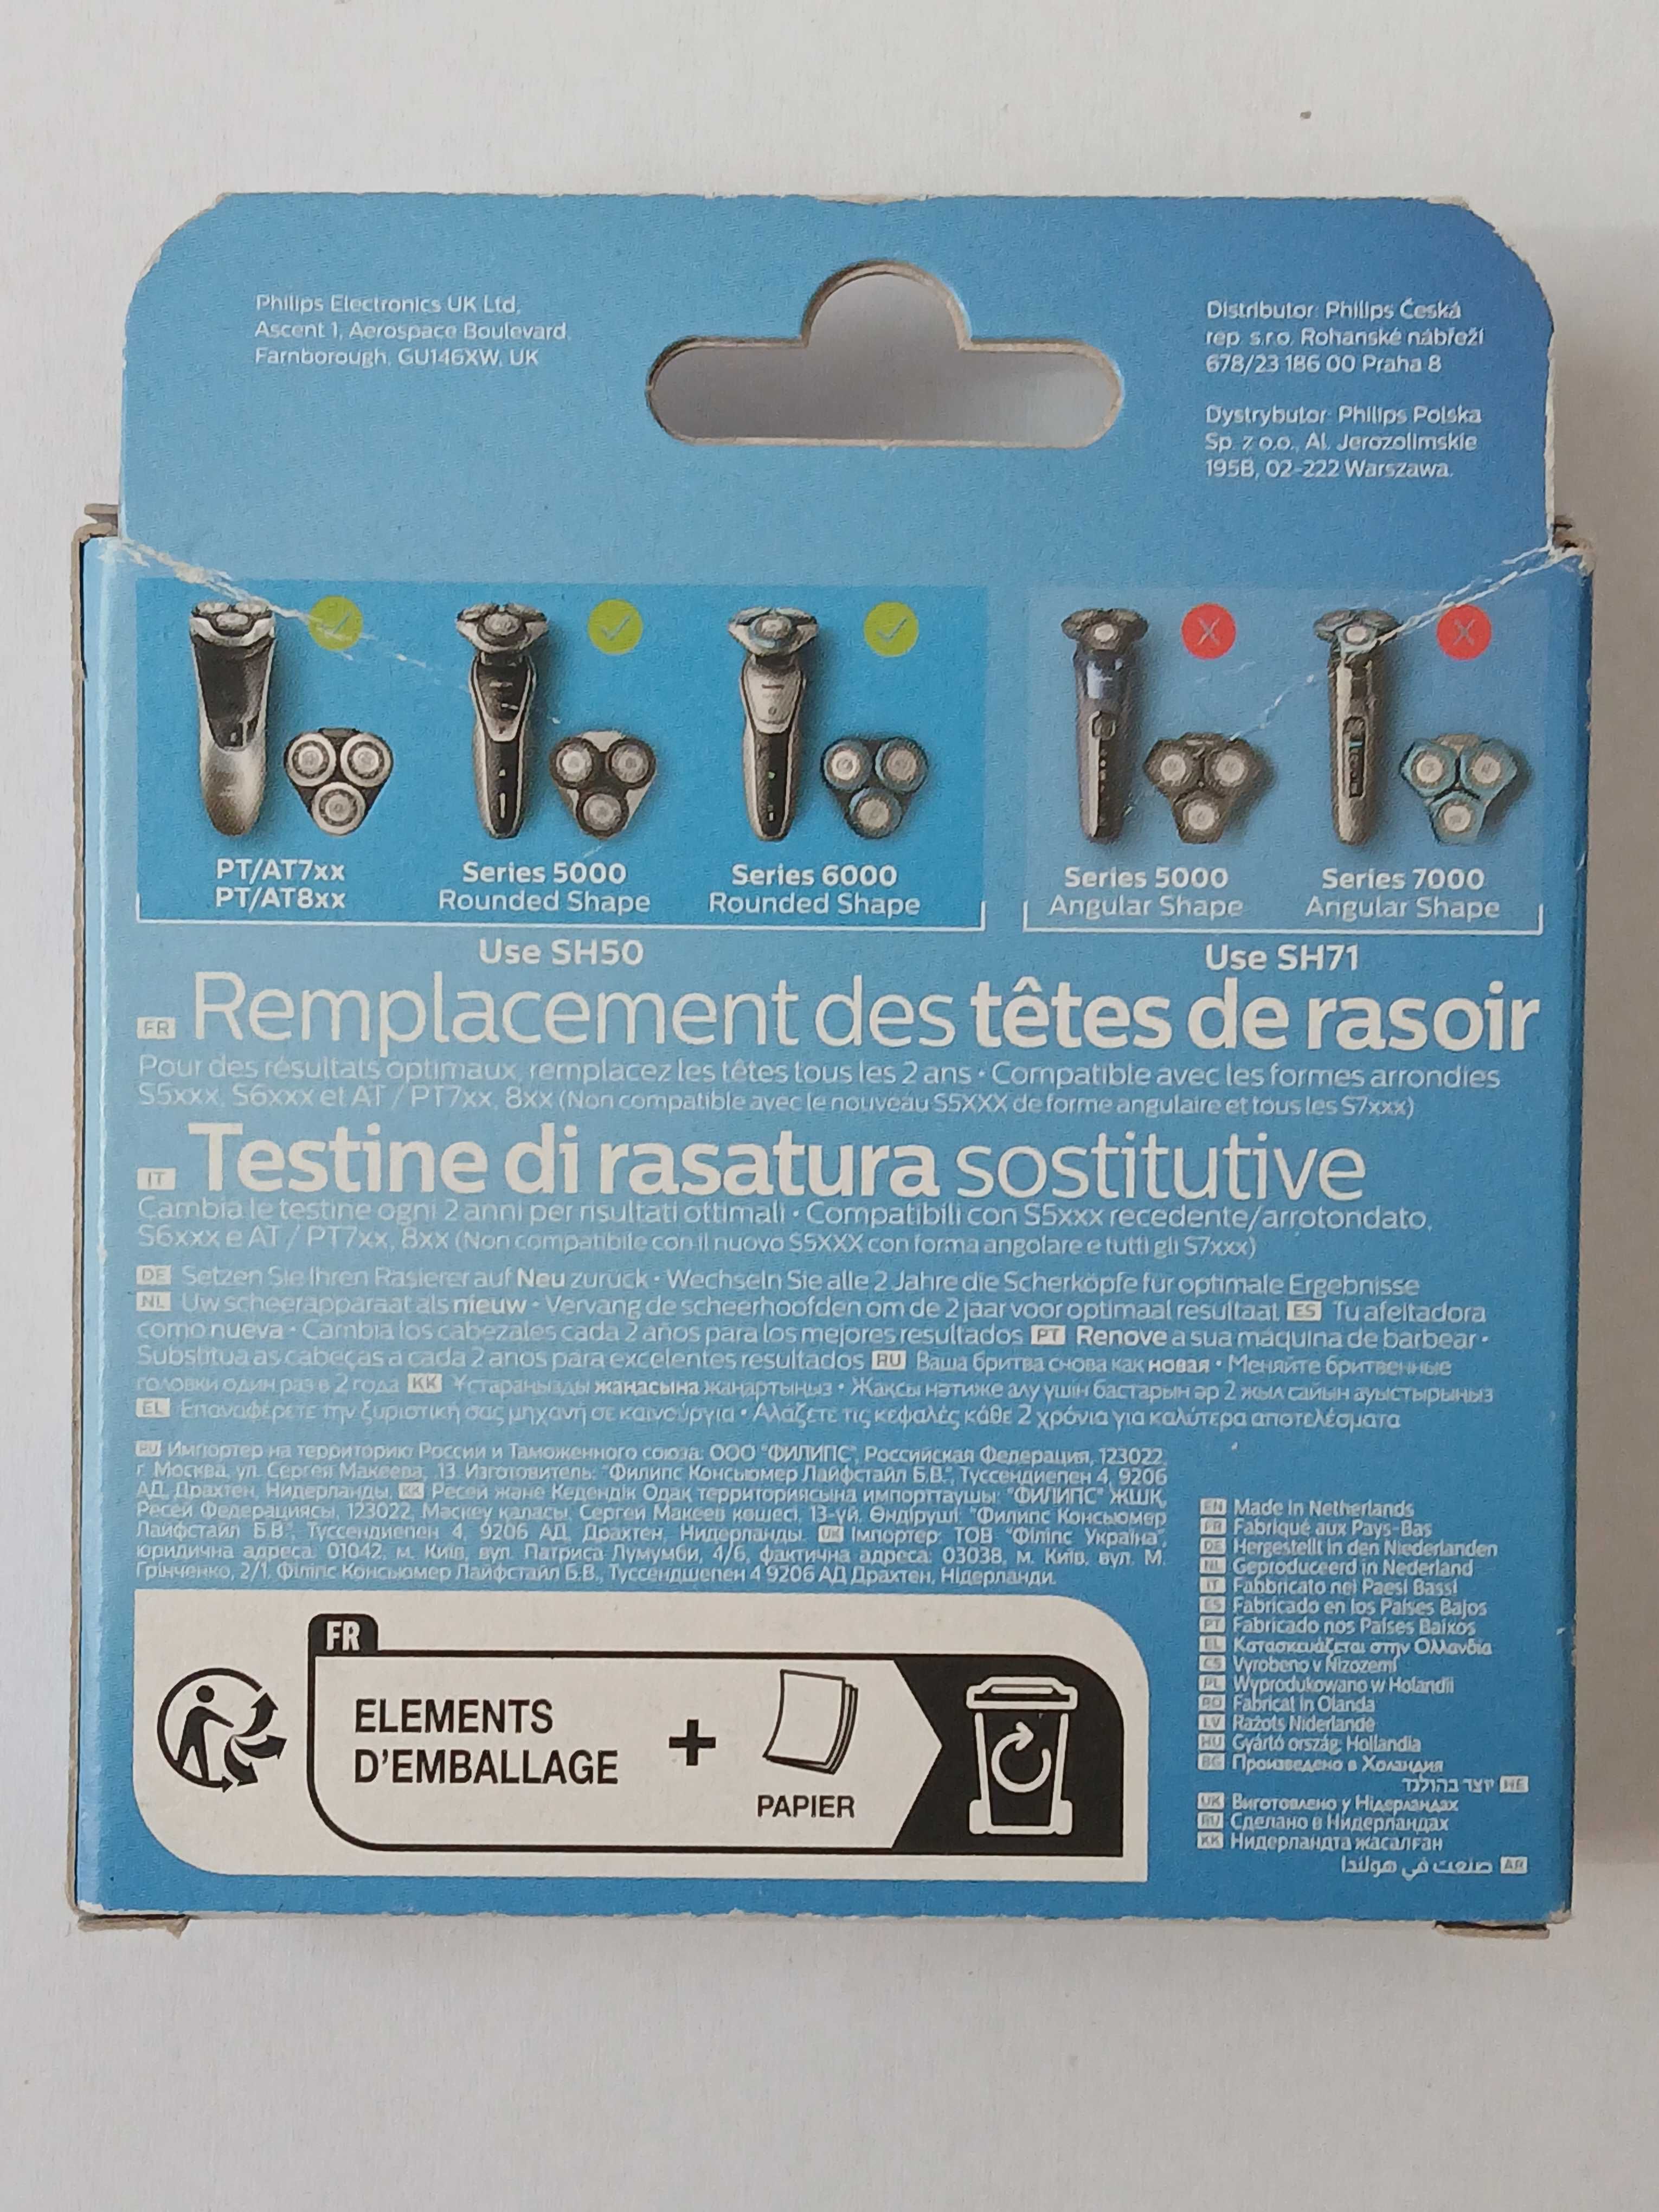 Philips Electronics UK Ltd,
Ascent 1, Aerospace Boulevard,
Farnborough, GU146XW, UK
Distributor: Philips Česká
rep. s.r.o. Rohanské nábřeží
678/23 186 00 Praha 8
Dystrybutor: Philips Polska
Sp. z o.o., Al. Jerozolimskie
195B, 02-222 Warszawa.
PT/AT7xx
PT/AT8xx
Series 5000
Rounded Shape
Series 6000
Rounded Shape
Series 5000
Angular Shape
Series 7000
Angular Shape
Use SH50
Use SH71
FR Remplacement des têtes de rasoir
Pour des résultats optimaux, remplacez les têtes tous les 2 ans • Compatible avec les formes arrondies
S5xxx, S6xxx et AT / PT7xx, 8xx (Non compatible avec le nouveau S5XXX de forme angulaire et tous les S7xxx)
IT Testine di rasatura sostitutive
Cambia le testine ogni 2 anni per risultati ottimali • Compatibili con S5xxx recedente/arrotondato,
S6xxx e AT / PT7xx, 8xx (Non compatibile con il nuovo S5XXX con forma angolare e tutti gli S7xxx)
DE Setzen Sie Ihren Rasierer auf Neu zurück • Wechseln Sie alle 2 Jahre die Scherköpfe für optimale Ergebnisse
NL Uw scheerapparaat als nieuw • Vervang de scheerhoofden om de 2 jaar voor optimaal resultaat ES Tu afeitadora
como nueva • Cambia los cabezales cada 2 años para los mejores resultados PT Renove a sua máquina de barbear •
Substitua as cabeças a cada 2 anos para excelentes resultados RU Ваша бритва снова как новая • Меняйте бритвенные
головки один раз в 2 года KK Ұстараңызды жаңасына жаңартыңыз • Жақсы нәтиже алу үшін бастарын әр 2 жыл сайын ауыстырыңыз
EL Επαναφέρετε την ξυριστική σας μηχανή σε καινούργια • Αλλάζετε τις κεφαλές κάθε 2 χρόνια για καλύτερα αποτελέσματα
RU Импортер на территорию России и Таможенного союза: ООО "ФИЛИПС", Российская Федерация, 123022,
г. Москва, ул. Сергея Макеева, 13. Изготовитель: "Филипс Консьюмер Лайфстайл Б.В.", Туссендиепен 4, 9206
АД, Драхтен, Нидерланды. KK Ресей және Кедендік Одақ территориясына импорттаушы: "ФИЛИПС" ЖШҚ,
Ресей Федерациясы, 123022, Мәскеу қаласы, Сергей Макеев көшесі, 13-үй. Өндіруші: "Филипс Консьюмер
Лайфстайл Б.В.", Туссендиепен 4, 9206 АД, Драхтен, Нидерланды. UK Імпортер: ТОВ "Філіпс Україна",
юридична адреса: 01042, м. Київ, вул. Патриса Лумумби, 4/6, фактична адреса: 03038, м. Київ, вул. М.
Грінченко, 2/1. Філіпс Консьюмер Лайфстайл Б.В., Туссендшепен 4 9206 АД Драхтен, Нідерланди.
EN Made in Netherlands
FR Fabriqué aux Pays-Bas
DE Hergestellt in den Niederlanden
NL Geproduceerd in Nederland
IT Fabbricato nei Paesi Bassi
ES Fabricado en los Países Bajos
PT Fabricado nos Países Baixos
EL Κατασκευάζεται στην Ολλανδία
CS Vyrobeno v Nizozemí
PL Wyprodukowano w Holandii
RO Fabricat în Olanda
LV Ražots Nīderlandē
HU Gyártó ország: Hollandia
BG Произведено в Холандия
HE יוצר בהולנד
UK Виготовлено у Нідерландах
RU Сделано в Нидерландах
KK Нидерландта жасалған
AR صنعت في هولندا
FR
ELEMENTS
D'EMBALLAGE
+
PAPIER